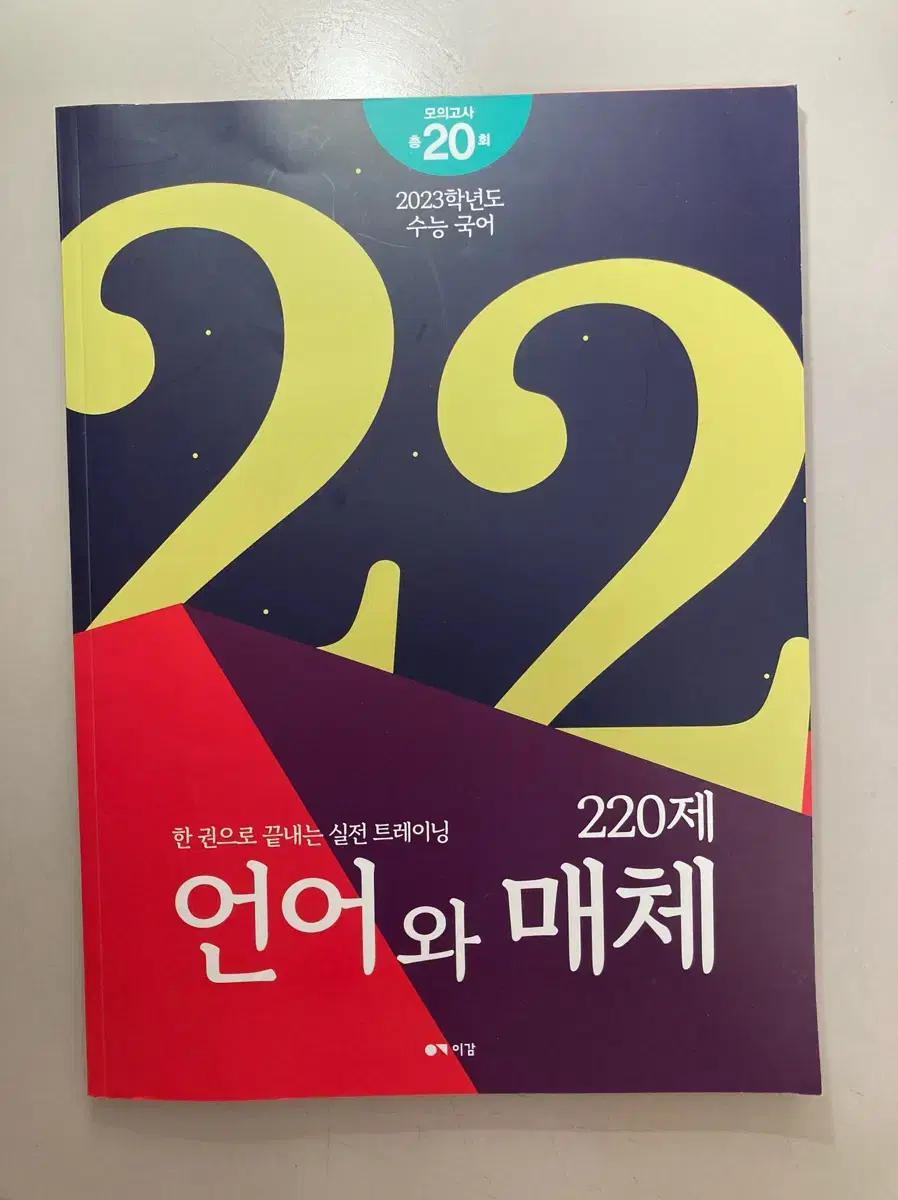 모의고사
총 20 회
2023학년도
수능 국어
22
220제
한 권으로 끝내는 실전 트레이닝
언어와 매체
이감